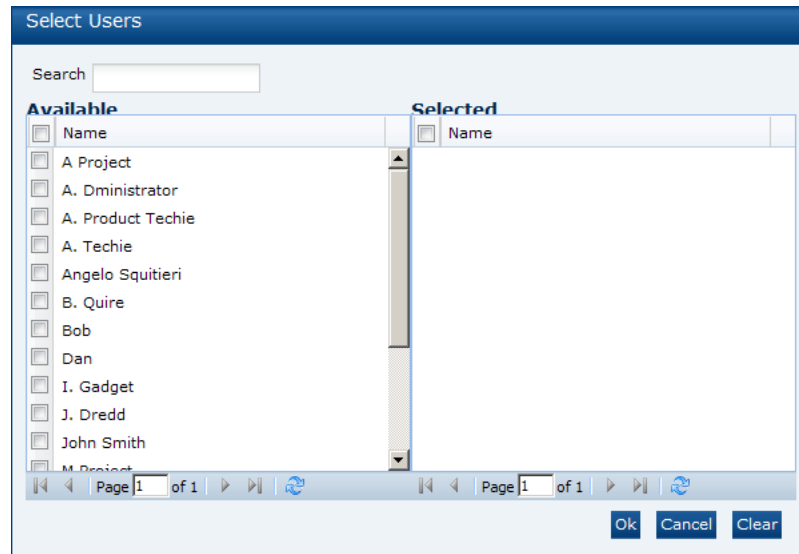 Select Users
Search
Available Selected
Name Name
A Project
A. Dministrator
A. Product Techie
A. Techie
Angelo Squitieri
B. Quire
Bob
Dan
I. Gadget
J. Dredd
John Smith
M Project
Page 1 of 1 Page 1 of 1
Ok Cancel Clear